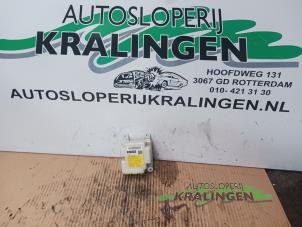 AUTOSLOPERIJ
KRALINGEN
HOOFDWEG 131
3067 GD ROTTERDAM
010- 421 31 30
AUTOSLOPERIJKRALINGEN.NL
AUTOSLOPERIJ
KRALINGEN